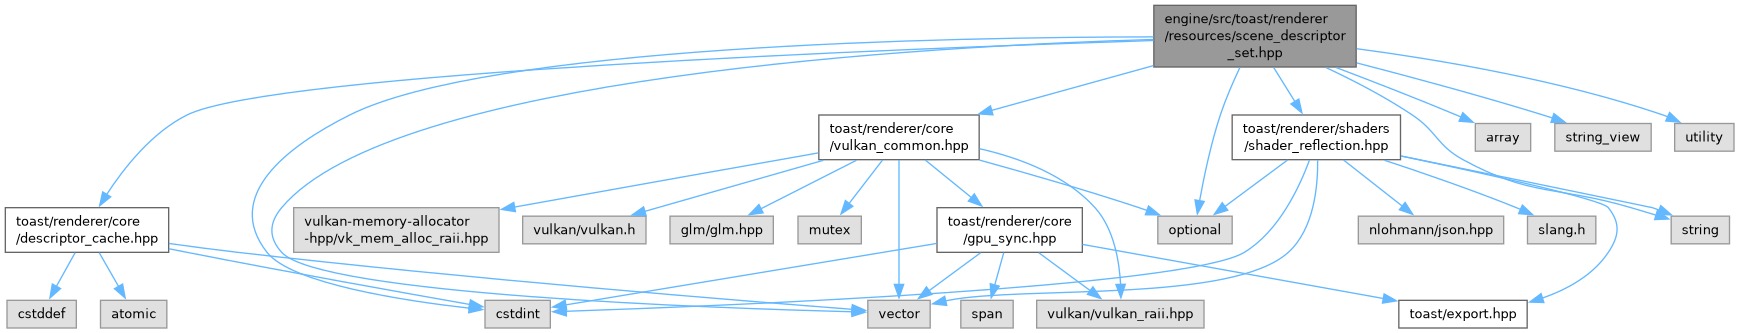 engine/src/toast/renderer
/resources/scene_descriptor
_set.hpp
toast/renderer/core
/vulkan_common.hpp
toast/renderer/shaders
/shader_reflection.hpp
array
string_view
utility
toast/renderer/core
/descriptor_cache.hpp
vulkan-memory-allocator
-hpp/vk_mem_alloc_raii.hpp
vulkan/vulkan.h
glm/glm.hpp
mutex
toast/renderer/core
/gpu_sync.hpp
optional
nlohmann/json.hpp
slang.h
string
cstddef
atomic
cstdint
vector
span
vulkan/vulkan_raii.hpp
toast/export.hpp